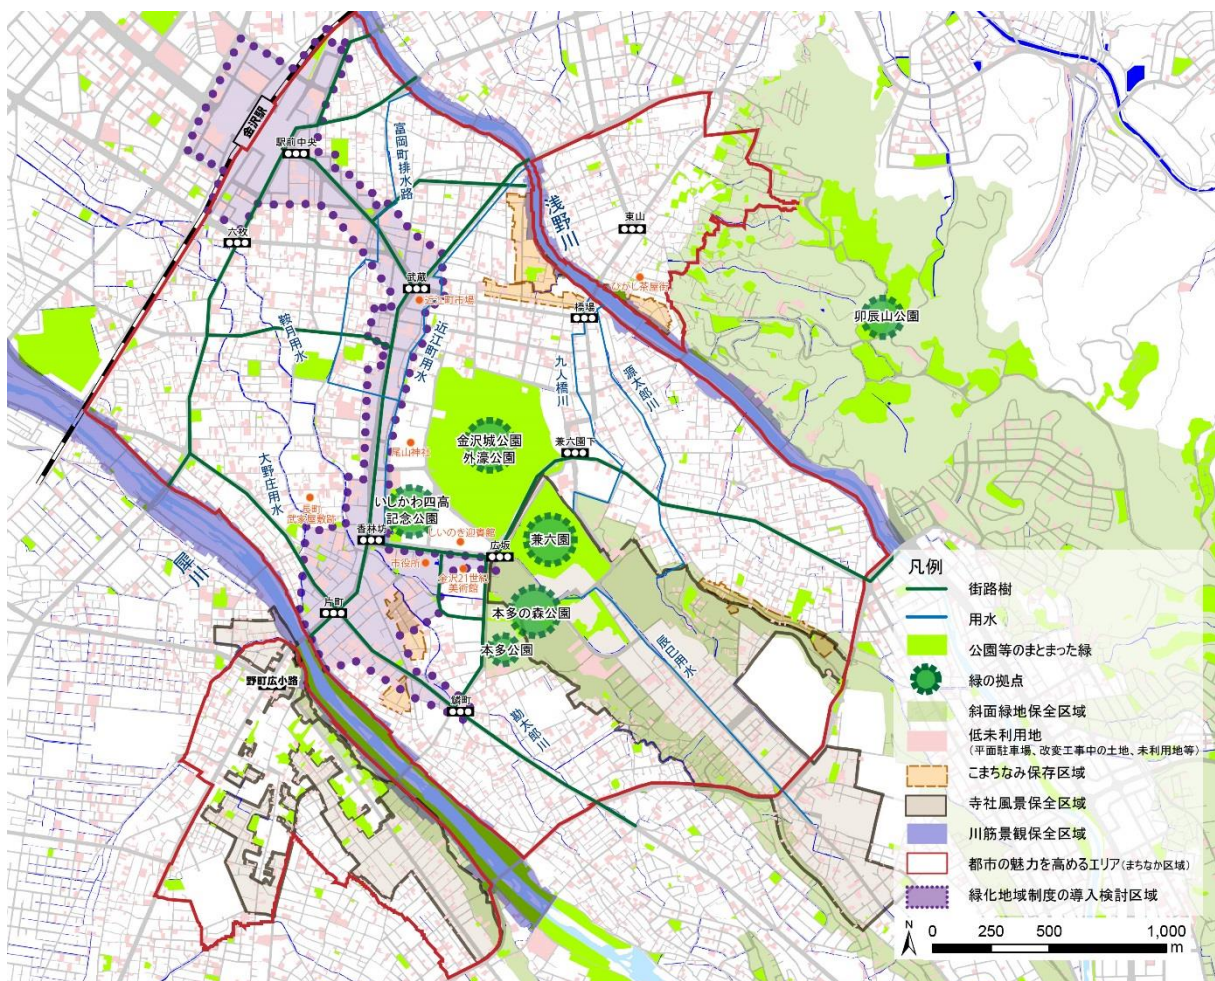 金沢駅
駅前中央
富岡町排水路
浅野川
東山
六枚
武蔵
近江町市場
ひがし茶屋街
橋場
卯辰山公園
鞍月用水
近江町用水
九人橋川
源太郎川
金沢城公園
外濠公園
兼六園下
尾山神社
大野庄用水
長町
武家屋敷跡
いしかわ四高
記念公園
しいのき迎賓館
香林坊
広坂
兼六園
犀川
市役所
金沢21世紀
美術館
片町
本多の森公園
本多公園
辰巳用水
野町広小路
鱗町
勘太郎川
凡例
街路樹
用水
公園等のまとまった緑
緑の拠点
斜面緑地保全区域
低未利用地
（平面駐車場、改変工事中の土地、未利用地等）
こまちなみ保存区域
寺社風景保全区域
川筋景観保全区域
都市の魅力を高めるエリア（まちなか区域）
緑化地域制度の導入検討区域
N
0 250 500 1,000
m